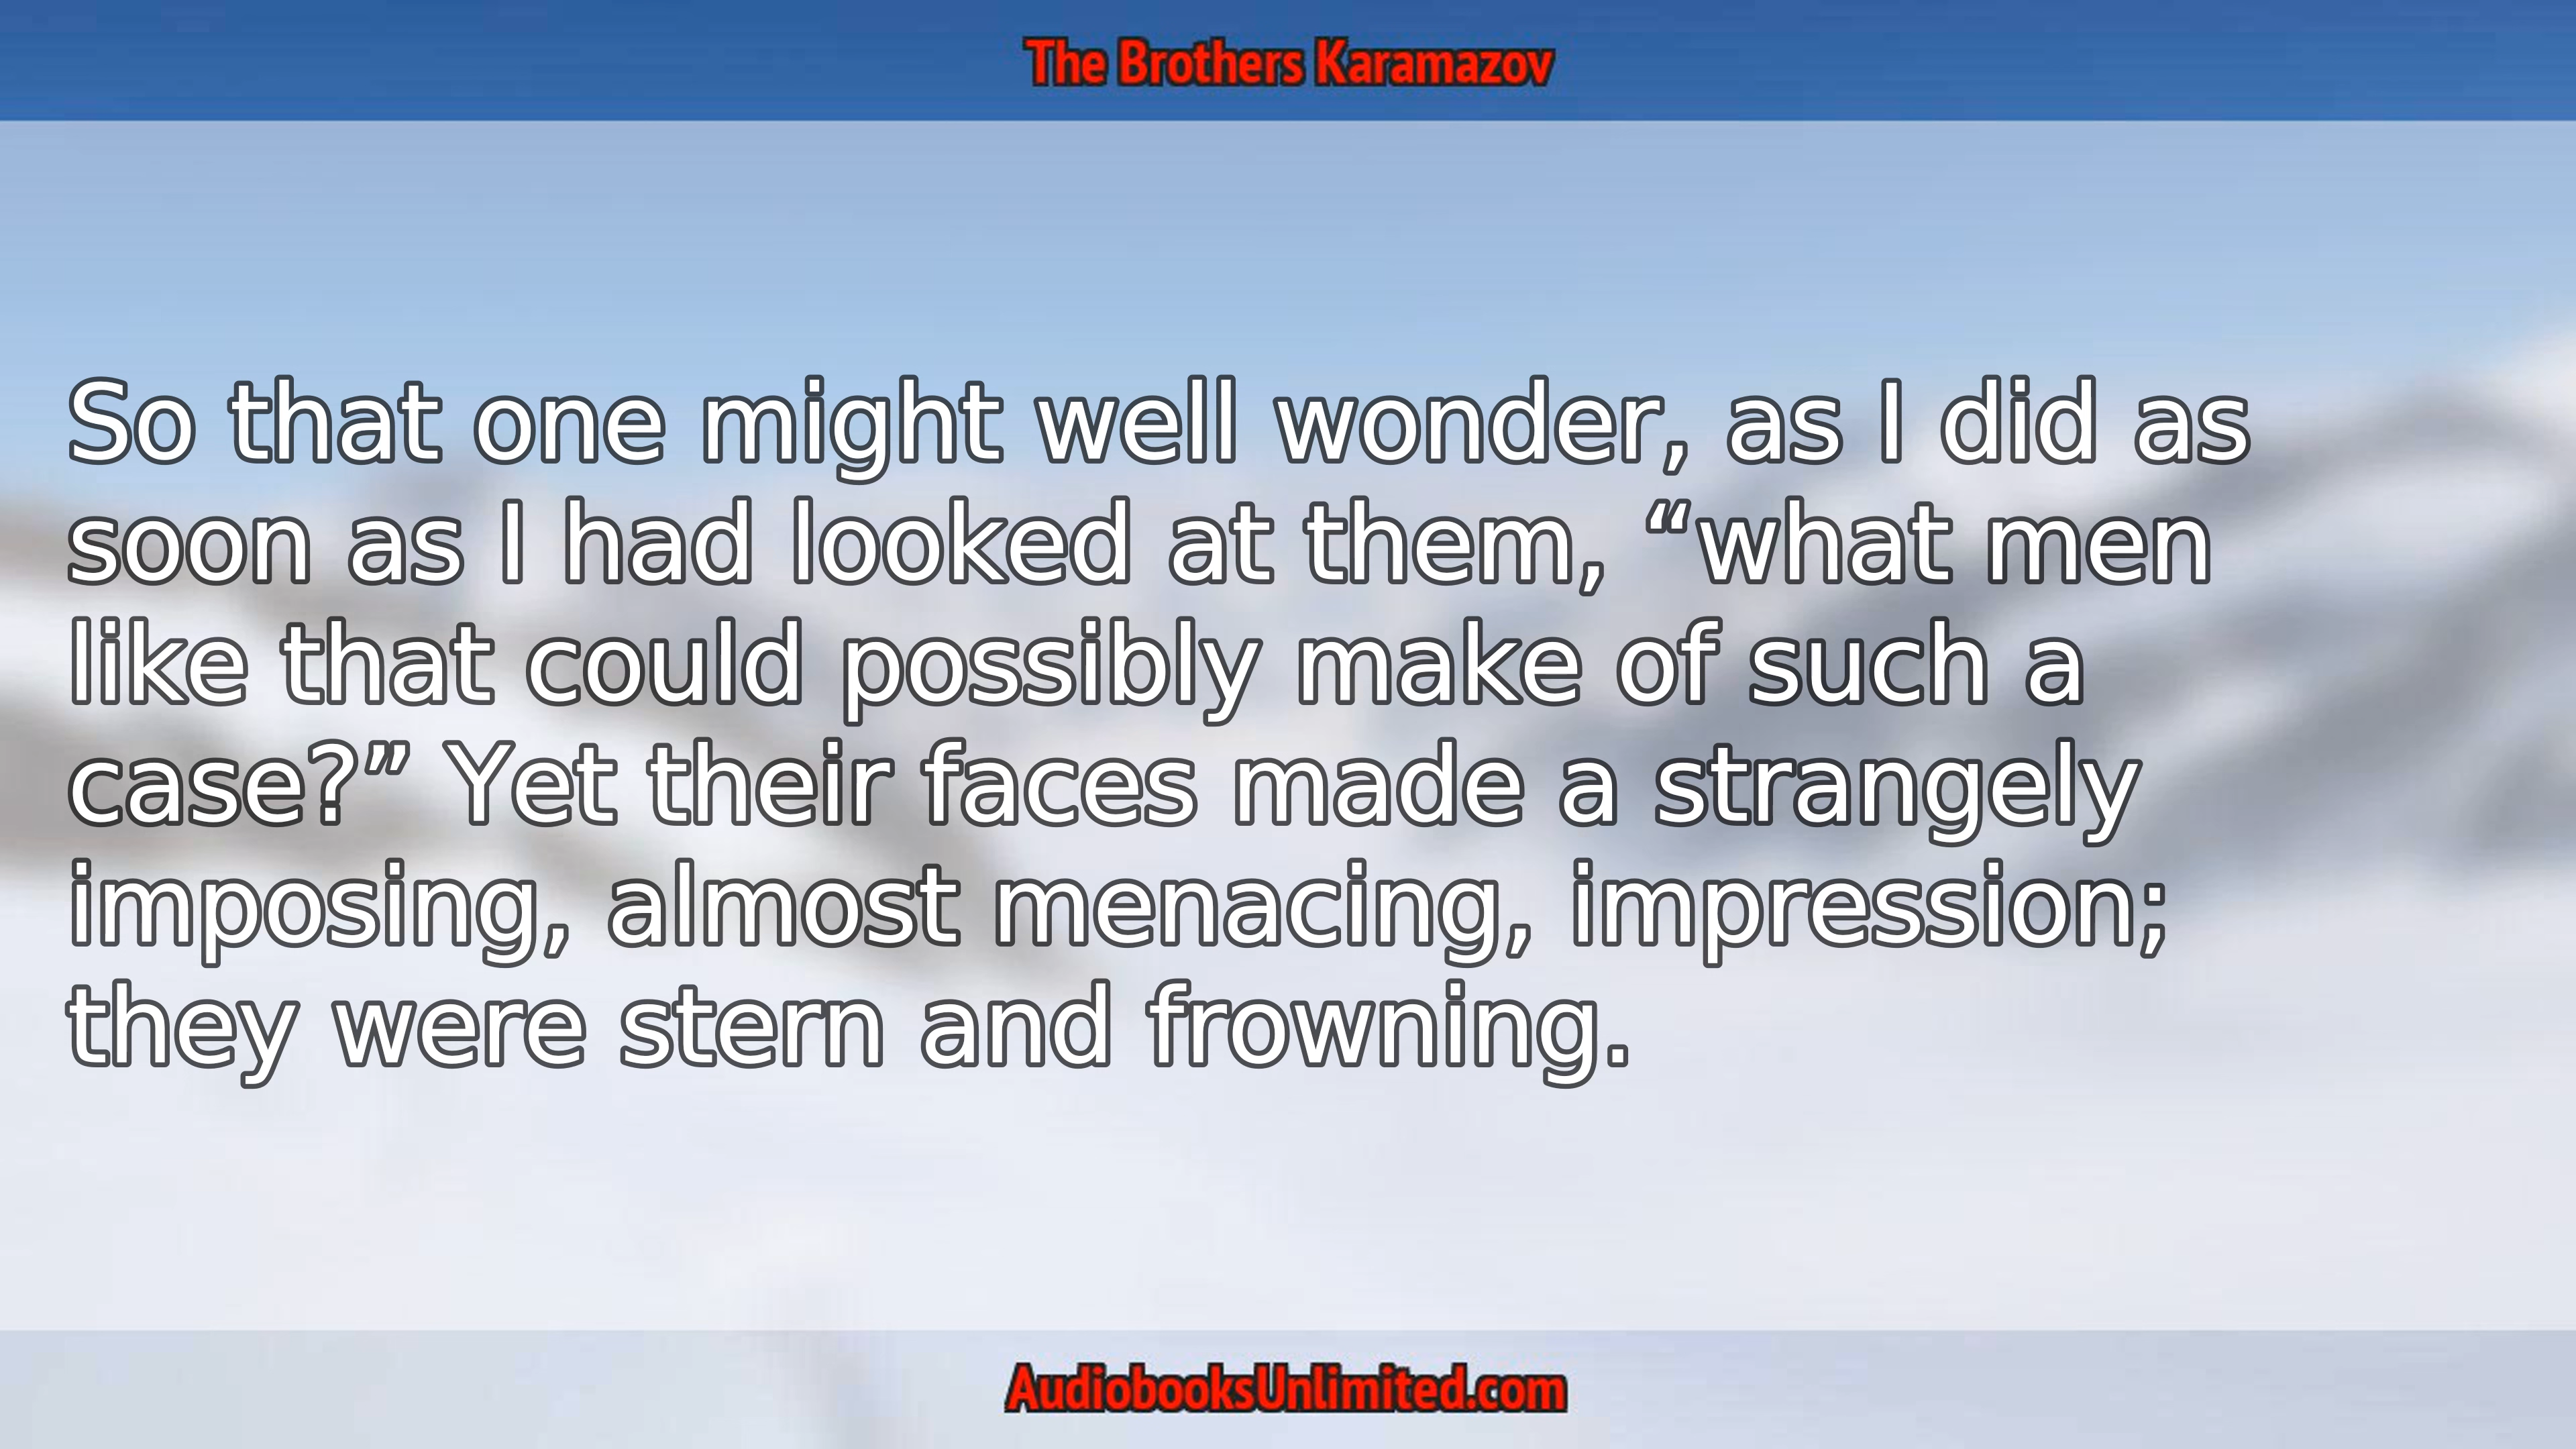 The Brothers Karamazov
So that one might well wonder, as I did as
soon as I had looked at them, “what men
like that could possibly make of such a
case?” Yet their faces made a strangely
imposing, almost menacing, impression;
they were stern and frowning.
AudiobooksUnlimited.com